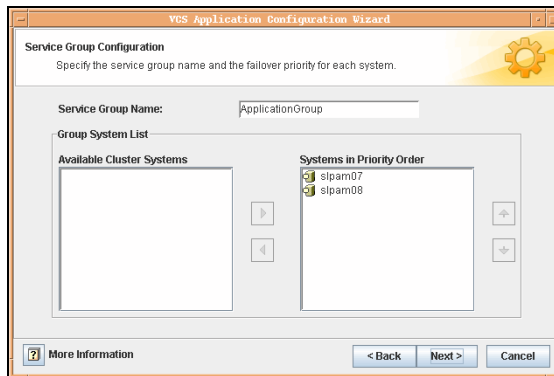 VCS Application Configuration Wizard
Service Group Configuration
Specify the service group name and the failover priority for each system.
Service Group Name: ApplicationGroup
Group System List
Available Cluster Systems Systems in Priority Order
slpam07
slpam08
? More Information < Back Next > Cancel